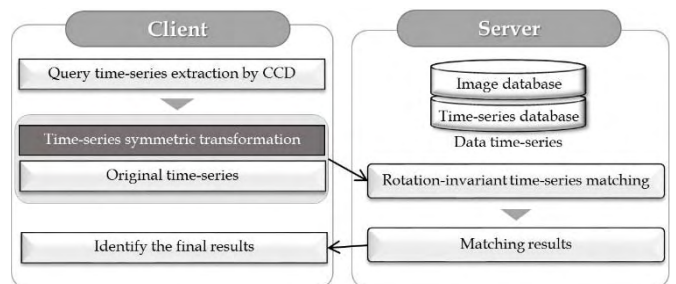 Client
Query time-series extraction by CCD
Time-series symmetric transformation
Original time-series
Identify the final results
Server
Image database
Time-series database
Data time-series
Rotation-invariant time-series matching
Matching results